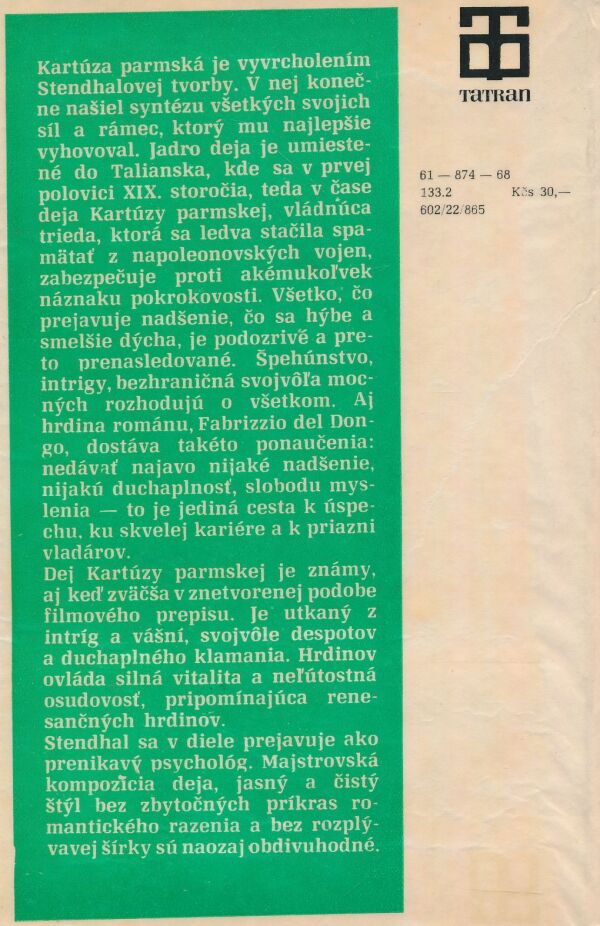 Kartúza parmská je vyvrcholením
Stendhalovej tvorby. V nej koneč-
ne našiel syntézu všetkých svojich
síl a rámec, ktorý mu najlepšie
vyhovoval. Jadro deja je umieste-
né do Talianska, kde sa v prvej
polovici XIX. storočia, teda v čase
deja Kartúzy parmskej, vládnúca
trieda, ktorá sa ledva stačila spa-
mätať z napoleonovských vojen,
zabezpečuje proti akémukoľvek
náznaku pokrokovosti. Všetko, čo
prejavuje nadšenie, čo sa hýbe a
smelšie dýcha, je podozrivé a pre-
to prenasledované. Špehúnstvo,
intrigy, bezhraničná svojvôľa moc-
ných rozhodujú o všetkom. Aj
hrdina románu, Fabrizzio del Don-
go, dostáva takéto ponaučenia:
nedávať najavo nijaké nadšenie,
nijakú duchaplnosť, slobodu mys-
lenia — to je jediná cesta k úspe-
chu, ku skvelej kariére a k priazni
vladárov.
Dej Kartúzy parmskej je známy,
aj keď zväčša v znetvorenej podobe
filmového prepisu. Je utkaný z
intríg a vášní, svojvôle despotov
a duchaplného klamania. Hrdinov
ovláda silná vitalita a neľútostná
osudovosť, pripomínajúca rene-
sančných hrdinov.
Stendhal sa v diele prejavuje ako
prenikavý psychológ. Majstrovská
kompozícia deja, jasný a čistý
štýl bez zbytočných príkras ro-
mantického razenia a bez rozplý-
vavej šírky sú naozaj obdivuhodné.
TATRAN
61 — 874 — 68
133.2 Kčs 30,—
602/22/865